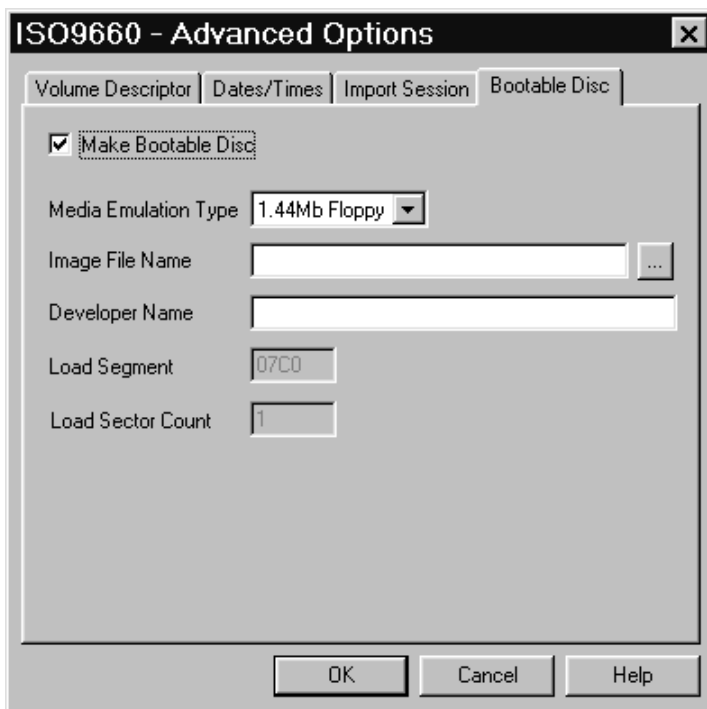 ISO9660 - Advanced Options
Volume Descriptor Dates/Times Import Session Bootable Disc
Make Bootable Disc
Media Emulation Type 1.44Mb Floppy
Image File Name ...
Developer Name
Load Segment 07C0
Load Sector Count 1
OK Cancel Help